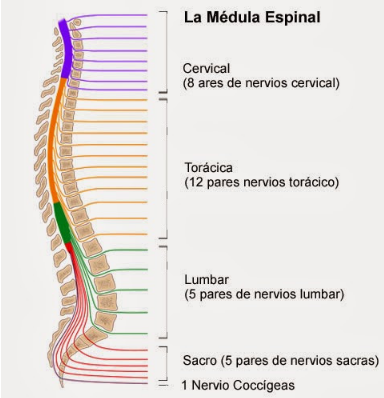 La Médula Espinal
Cervical
(8 ares de nervios cervical)
Torácica
(12 pares nervios torácico)
Lumbar
(5 pares de nervios lumbar)
Sacro (5 pares de nervios sacras)
1 Nervio Coccígeas